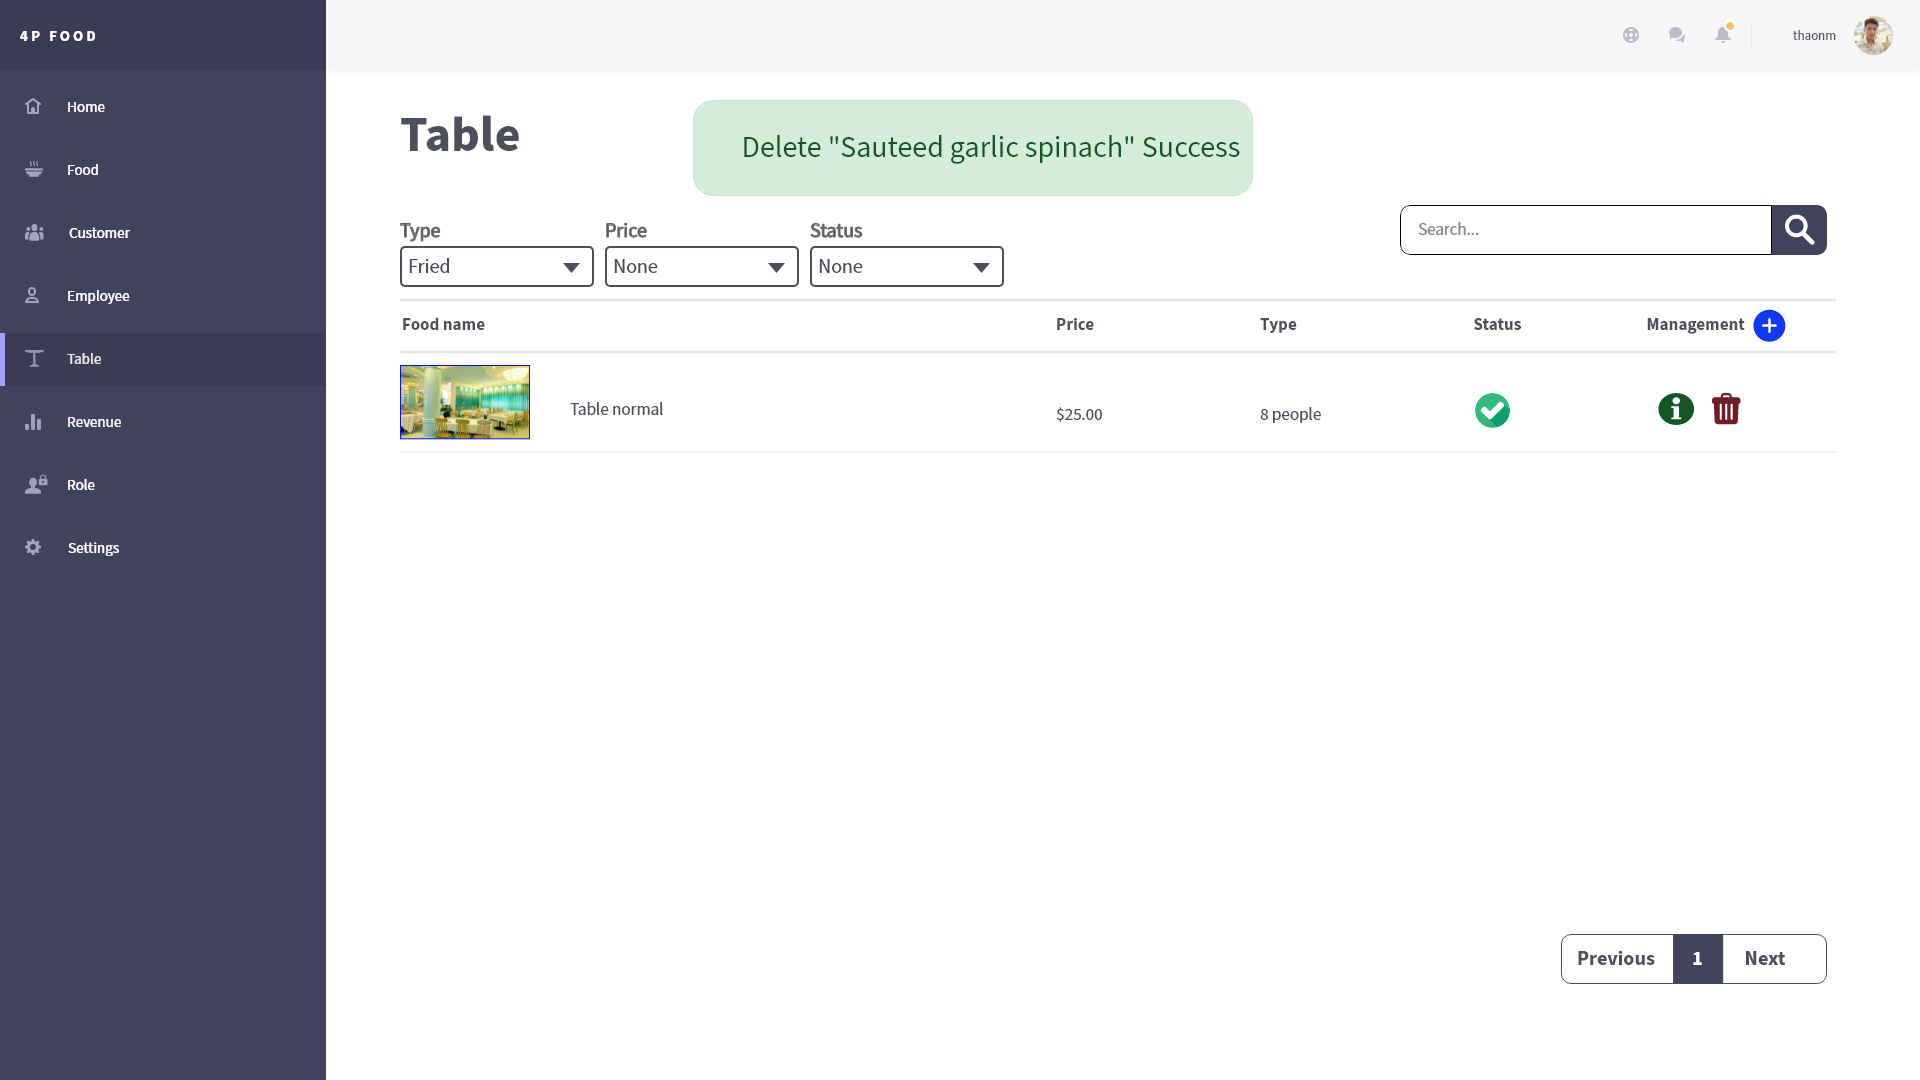 4P FOOD
thaonm
Home
Food
Customer
Employee
Table
Revenue
Role
Settings
Table
Delete "Sauteed garlic spinach" Success
Type
Price
Status
Fried
None
None
Search...
Food name
Price
Type
Status
Management
Table normal
$25.00
8 people
Previous
1
Next